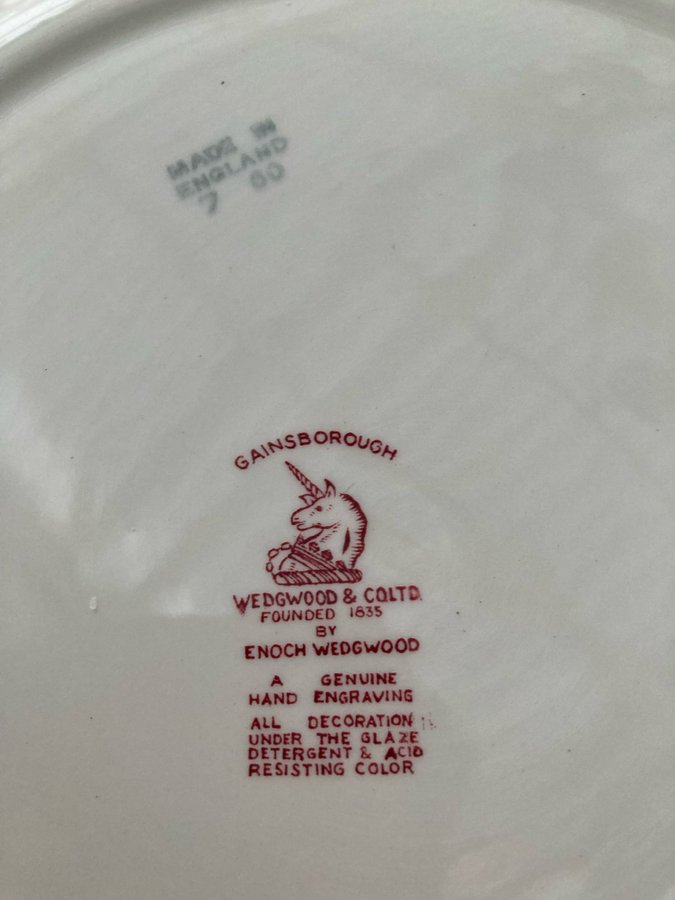 MADE IN
ENGLAND
7 60
GAINSBOROUGH
WEDGWOOD & CO LTD.
FOUNDED 1835
BY
ENOCH WEDGWOOD
A GENUINE
HAND ENGRAVING
ALL DECORATION
UNDER THE GLAZE
DETERGENT & ACID
RESISTING COLOR